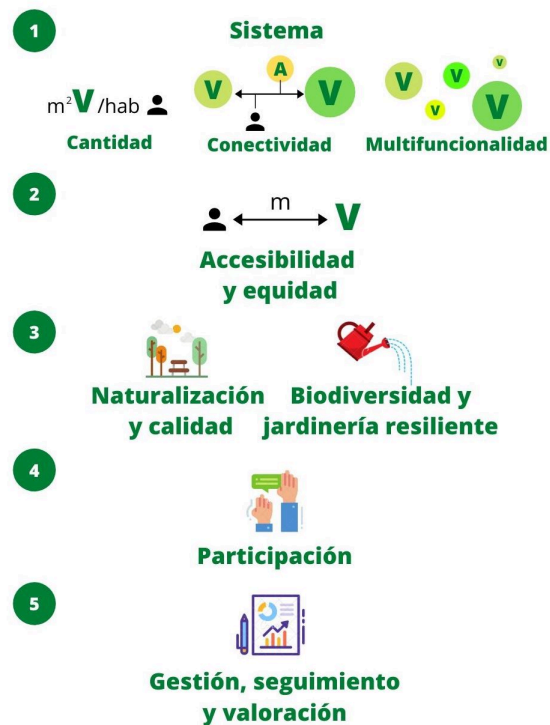 1
Sistema
m²V/hab
V A V
V V V V V
Cantidad
Conectividad
Multifuncionalidad
2
m
V
Accesibilidad
y equidad
3
Naturalización
y calidad
Biodiversidad y
jardinería resiliente
4
Participación
5
Gestión, seguimiento
y valoración